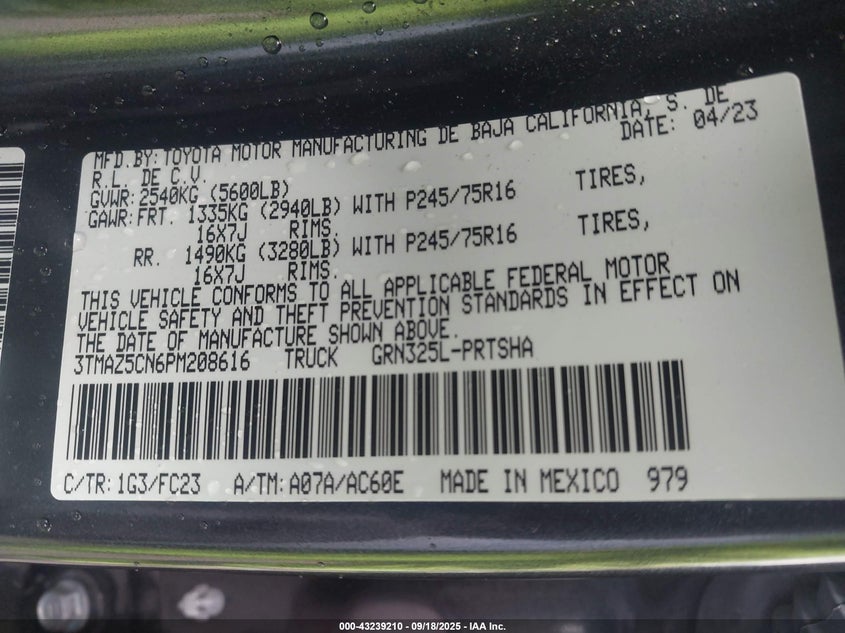 MFD.BY: TOYOTA MOTOR MANUFACTURING DE BAJA CALIFORNIA, S. DE
R.L. DE C.V. DATE: 04/23
GVWR: 2540KG (5600LB)
GAWR: FRT. 1335KG (2940LB) WITH P245/75R16 TIRES,
16X7J RIMS.
RR. 1490KG (3280LB) WITH P245/75R16 TIRES,
16X7J RIMS.
THIS VEHICLE CONFORMS TO ALL APPLICABLE FEDERAL MOTOR
VEHICLE SAFETY AND THEFT PREVENTION STANDARDS IN EFFECT ON
THE DATE OF MANUFACTURE SHOWN ABOVE.
3TMAZ5CN6PM208616 TRUCK GRN325L-PRTSHA
C/TR: 1G3/FC23 A/TM: A07A/AC60E MADE IN MEXICO 979
000-43239210 - 09/18/2025 - IAA Inc.